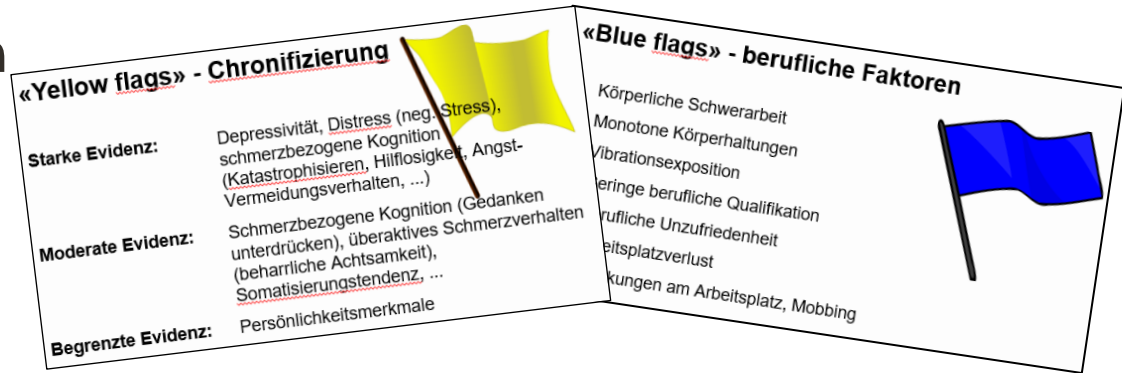 «Yellow flags» - Chronifizierung
Starke Evidenz:
Depressivität, Distress (neg. Stress),
schmerzbezogene Kognition
(Katastrophisieren, Hilflosigkeit, Angst-
Vermeidungsverhalten, ...)
Moderate Evidenz:
Schmerzbezogene Kognition (Gedanken
unterdrücken), überaktives Schmerzverhalten
(beharrliche Achtsamkeit),
Somatisierungstendenz, ...
Begrenzte Evidenz:
Persönlichkeitsmerkmale
«Blue flags» - berufliche Faktoren
Körperliche Schwerarbeit
Monotone Körperhaltungen
Vibrationsexposition
eringe berufliche Qualifikation
rufliche Unzufriedenheit
eitsplatzverlust
kungen am Arbeitsplatz, Mobbing